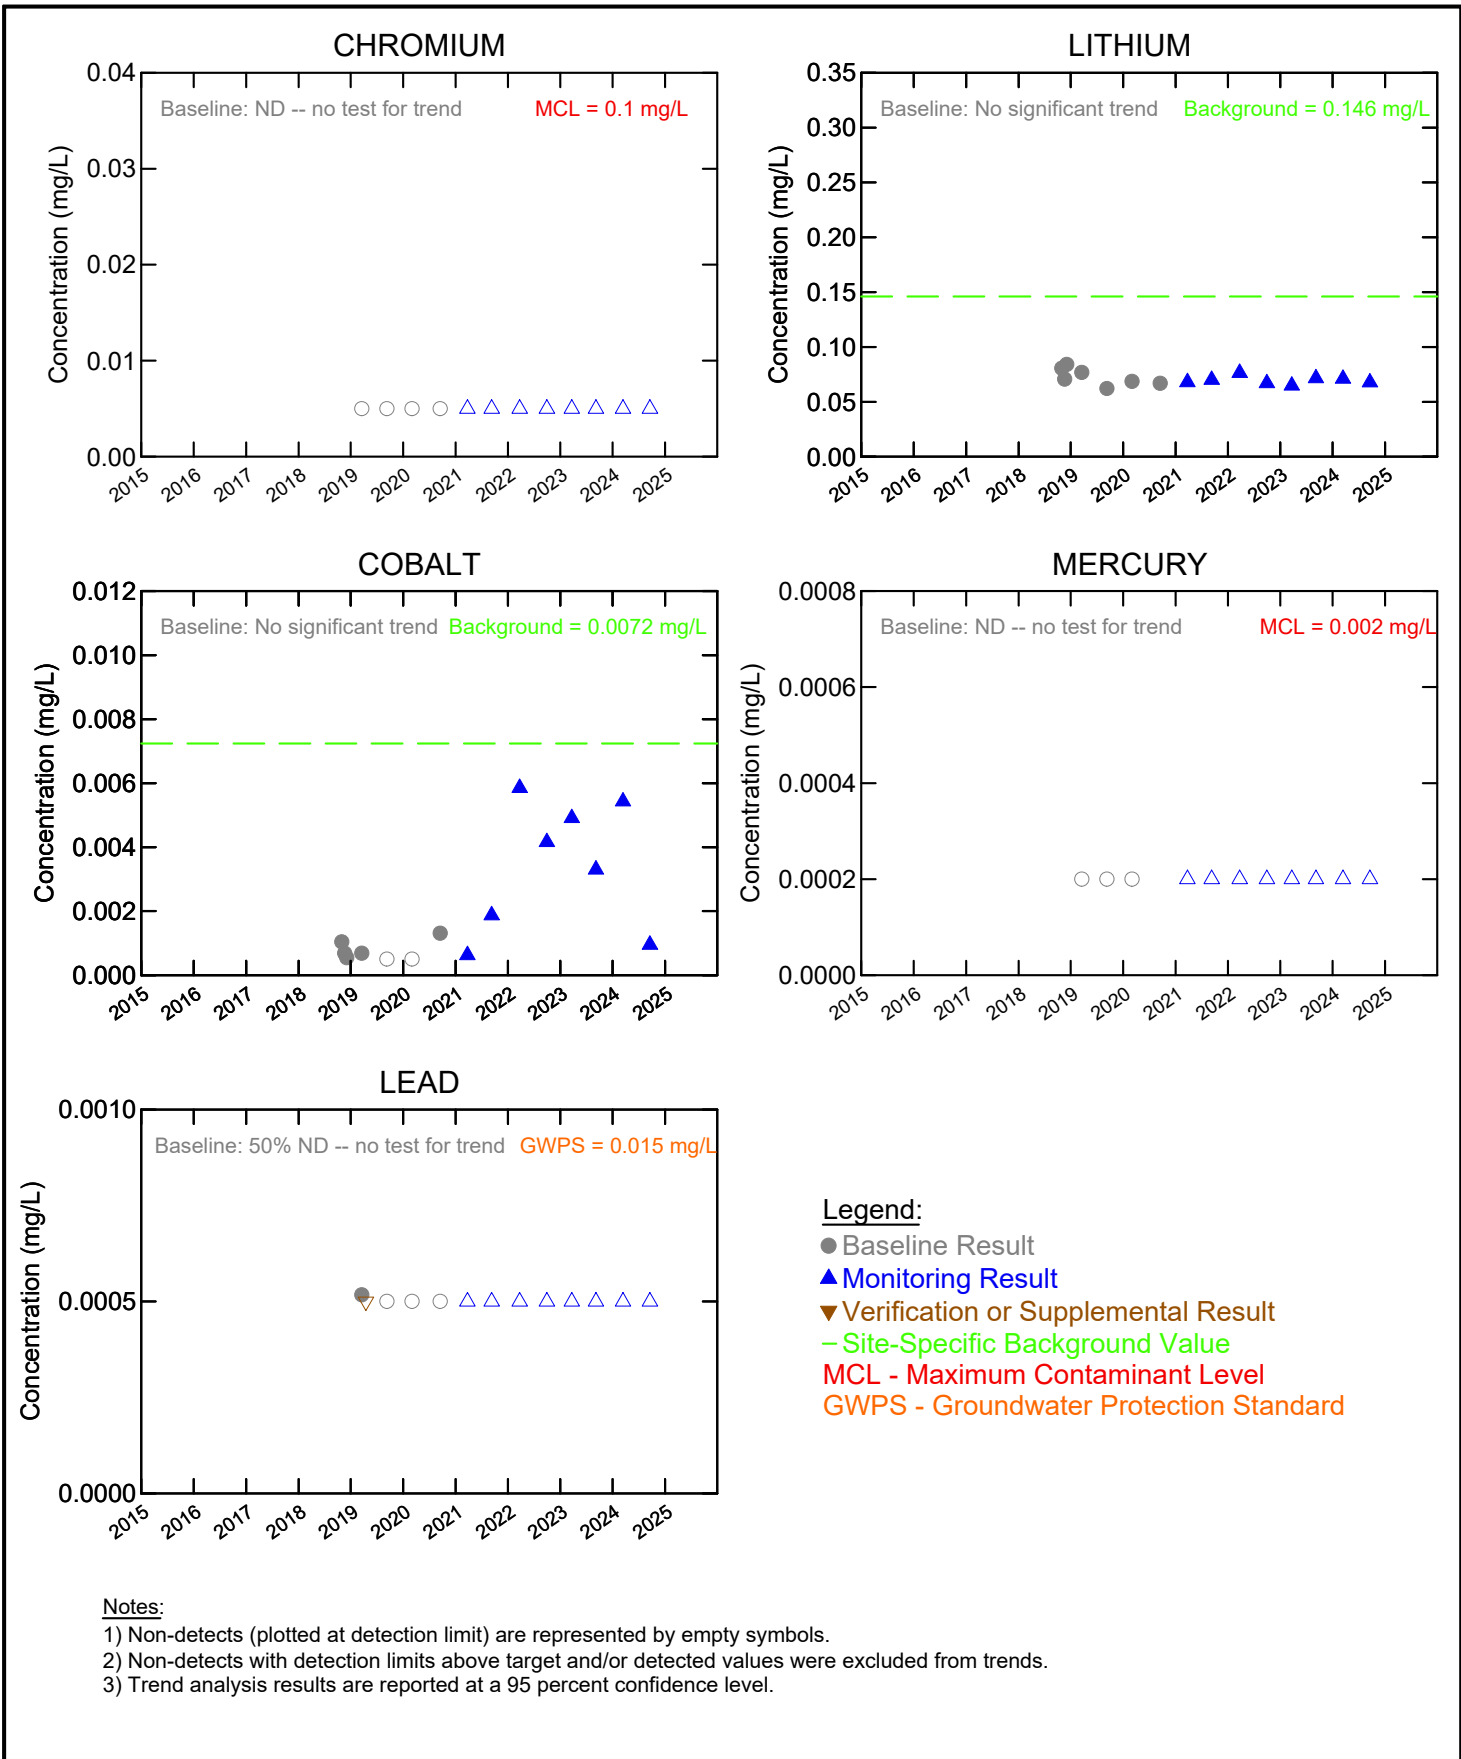 CHROMIUM
Concentration (mg/L)
0.04
0.03
0.02
0.01
0.00
Baseline: ND -- no test for trend
MCL = 0.1 mg/L
2015 2016 2017 2018 2019 2020 2021 2022 2023 2024 2025
LITHIUM
Concentration (mg/L)
0.35
0.30
0.25
0.20
0.15
0.10
0.05
0.00
Baseline: No significant trend
Background = 0.146 mg/L
2015 2016 2017 2018 2019 2020 2021 2022 2023 2024 2025
COBALT
Concentration (mg/L)
0.012
0.010
0.008
0.006
0.004
0.002
0.000
Baseline: No significant trend
Background = 0.0072 mg/L
2015 2016 2017 2018 2019 2020 2021 2022 2023 2024 2025
MERCURY
Concentration (mg/L)
0.0008
0.0006
0.0004
0.0002
0.0000
Baseline: ND -- no test for trend
MCL = 0.002 mg/L
2015 2016 2017 2018 2019 2020 2021 2022 2023 2024 2025
LEAD
Concentration (mg/L)
0.0010
0.0005
0.0000
Baseline: 50% ND -- no test for trend
GWPS = 0.015 mg/L
2015 2016 2017 2018 2019 2020 2021 2022 2023 2024 2025
Legend:
Baseline Result
Monitoring Result
Verification or Supplemental Result
Site-Specific Background Value
MCL - Maximum Contaminant Level
GWPS - Groundwater Protection Standard
Notes:
1) Non-detects (plotted at detection limit) are represented by empty symbols.
2) Non-detects with detection limits above target and/or detected values were excluded from trends.
3) Trend analysis results are reported at a 95 percent confidence level.